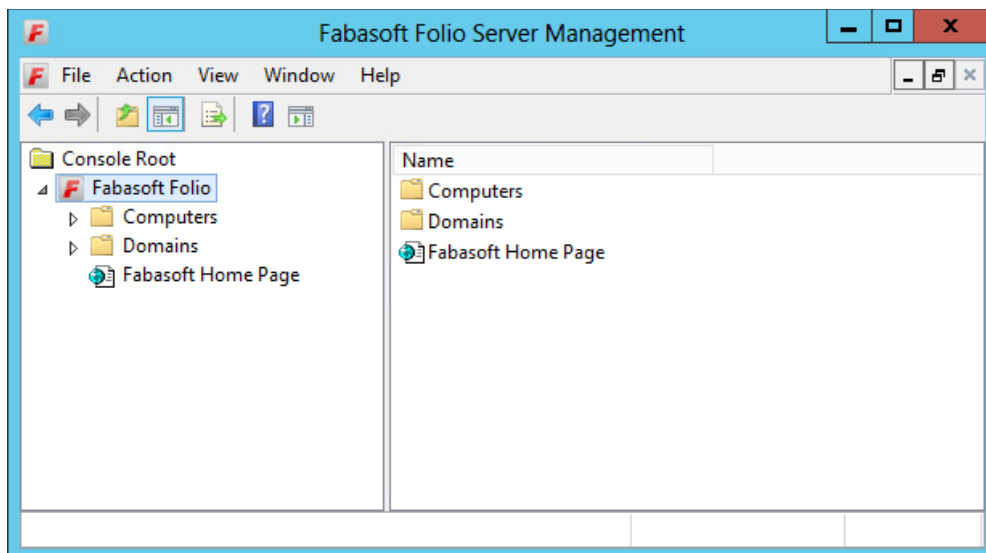 Fabasoft Folio Server Management
File Action View Window Help
Console Root
Fabasoft Folio
Computers
Domains
Fabasoft Home Page
Name
Computers
Domains
Fabasoft Home Page